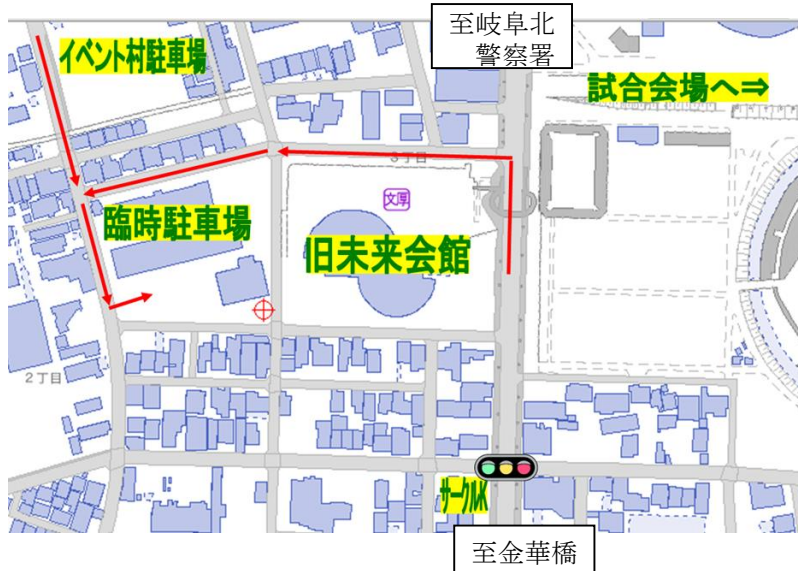 至岐阜北
警察署
イベント村駐車場
試合会場へ⇒
3丁目
文厚
臨時駐車場
旧未来会館
2丁目
サークルK
至金華橋